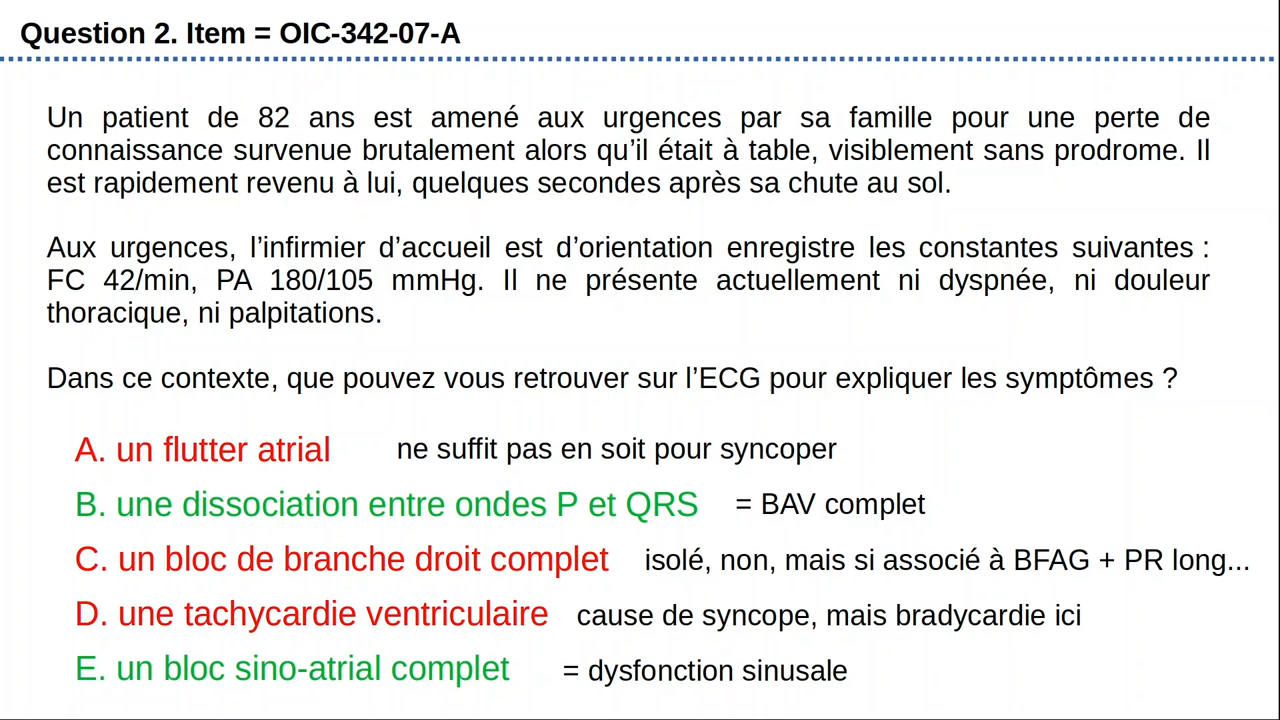 Question 2. Item = OIC-342-07-A
Un patient de 82 ans est amené aux urgences par sa famille pour une perte de
connaissance survenue brutalement alors qu’il était à table, visiblement sans prodrome. Il
est rapidement revenu à lui, quelques secondes après sa chute au sol.
Aux urgences, l’infirmier d’accueil est d’orientation enregistre les constantes suivantes :
FC 42/min, PA 180/105 mmHg. Il ne présente actuellement ni dyspnée, ni douleur
thoracique, ni palpitations.
Dans ce contexte, que pouvez vous retrouver sur l’ECG pour expliquer les symptômes ?
A. un flutter atrial ne suffit pas en soit pour syncoper
B. une dissociation entre ondes P et QRS = BAV complet
C. un bloc de branche droit complet isolé, non, mais si associé à BFAG + PR long...
D. une tachycardie ventriculaire cause de syncope, mais bradycardie ici
E. un bloc sino-atrial complet = dysfonction sinusale